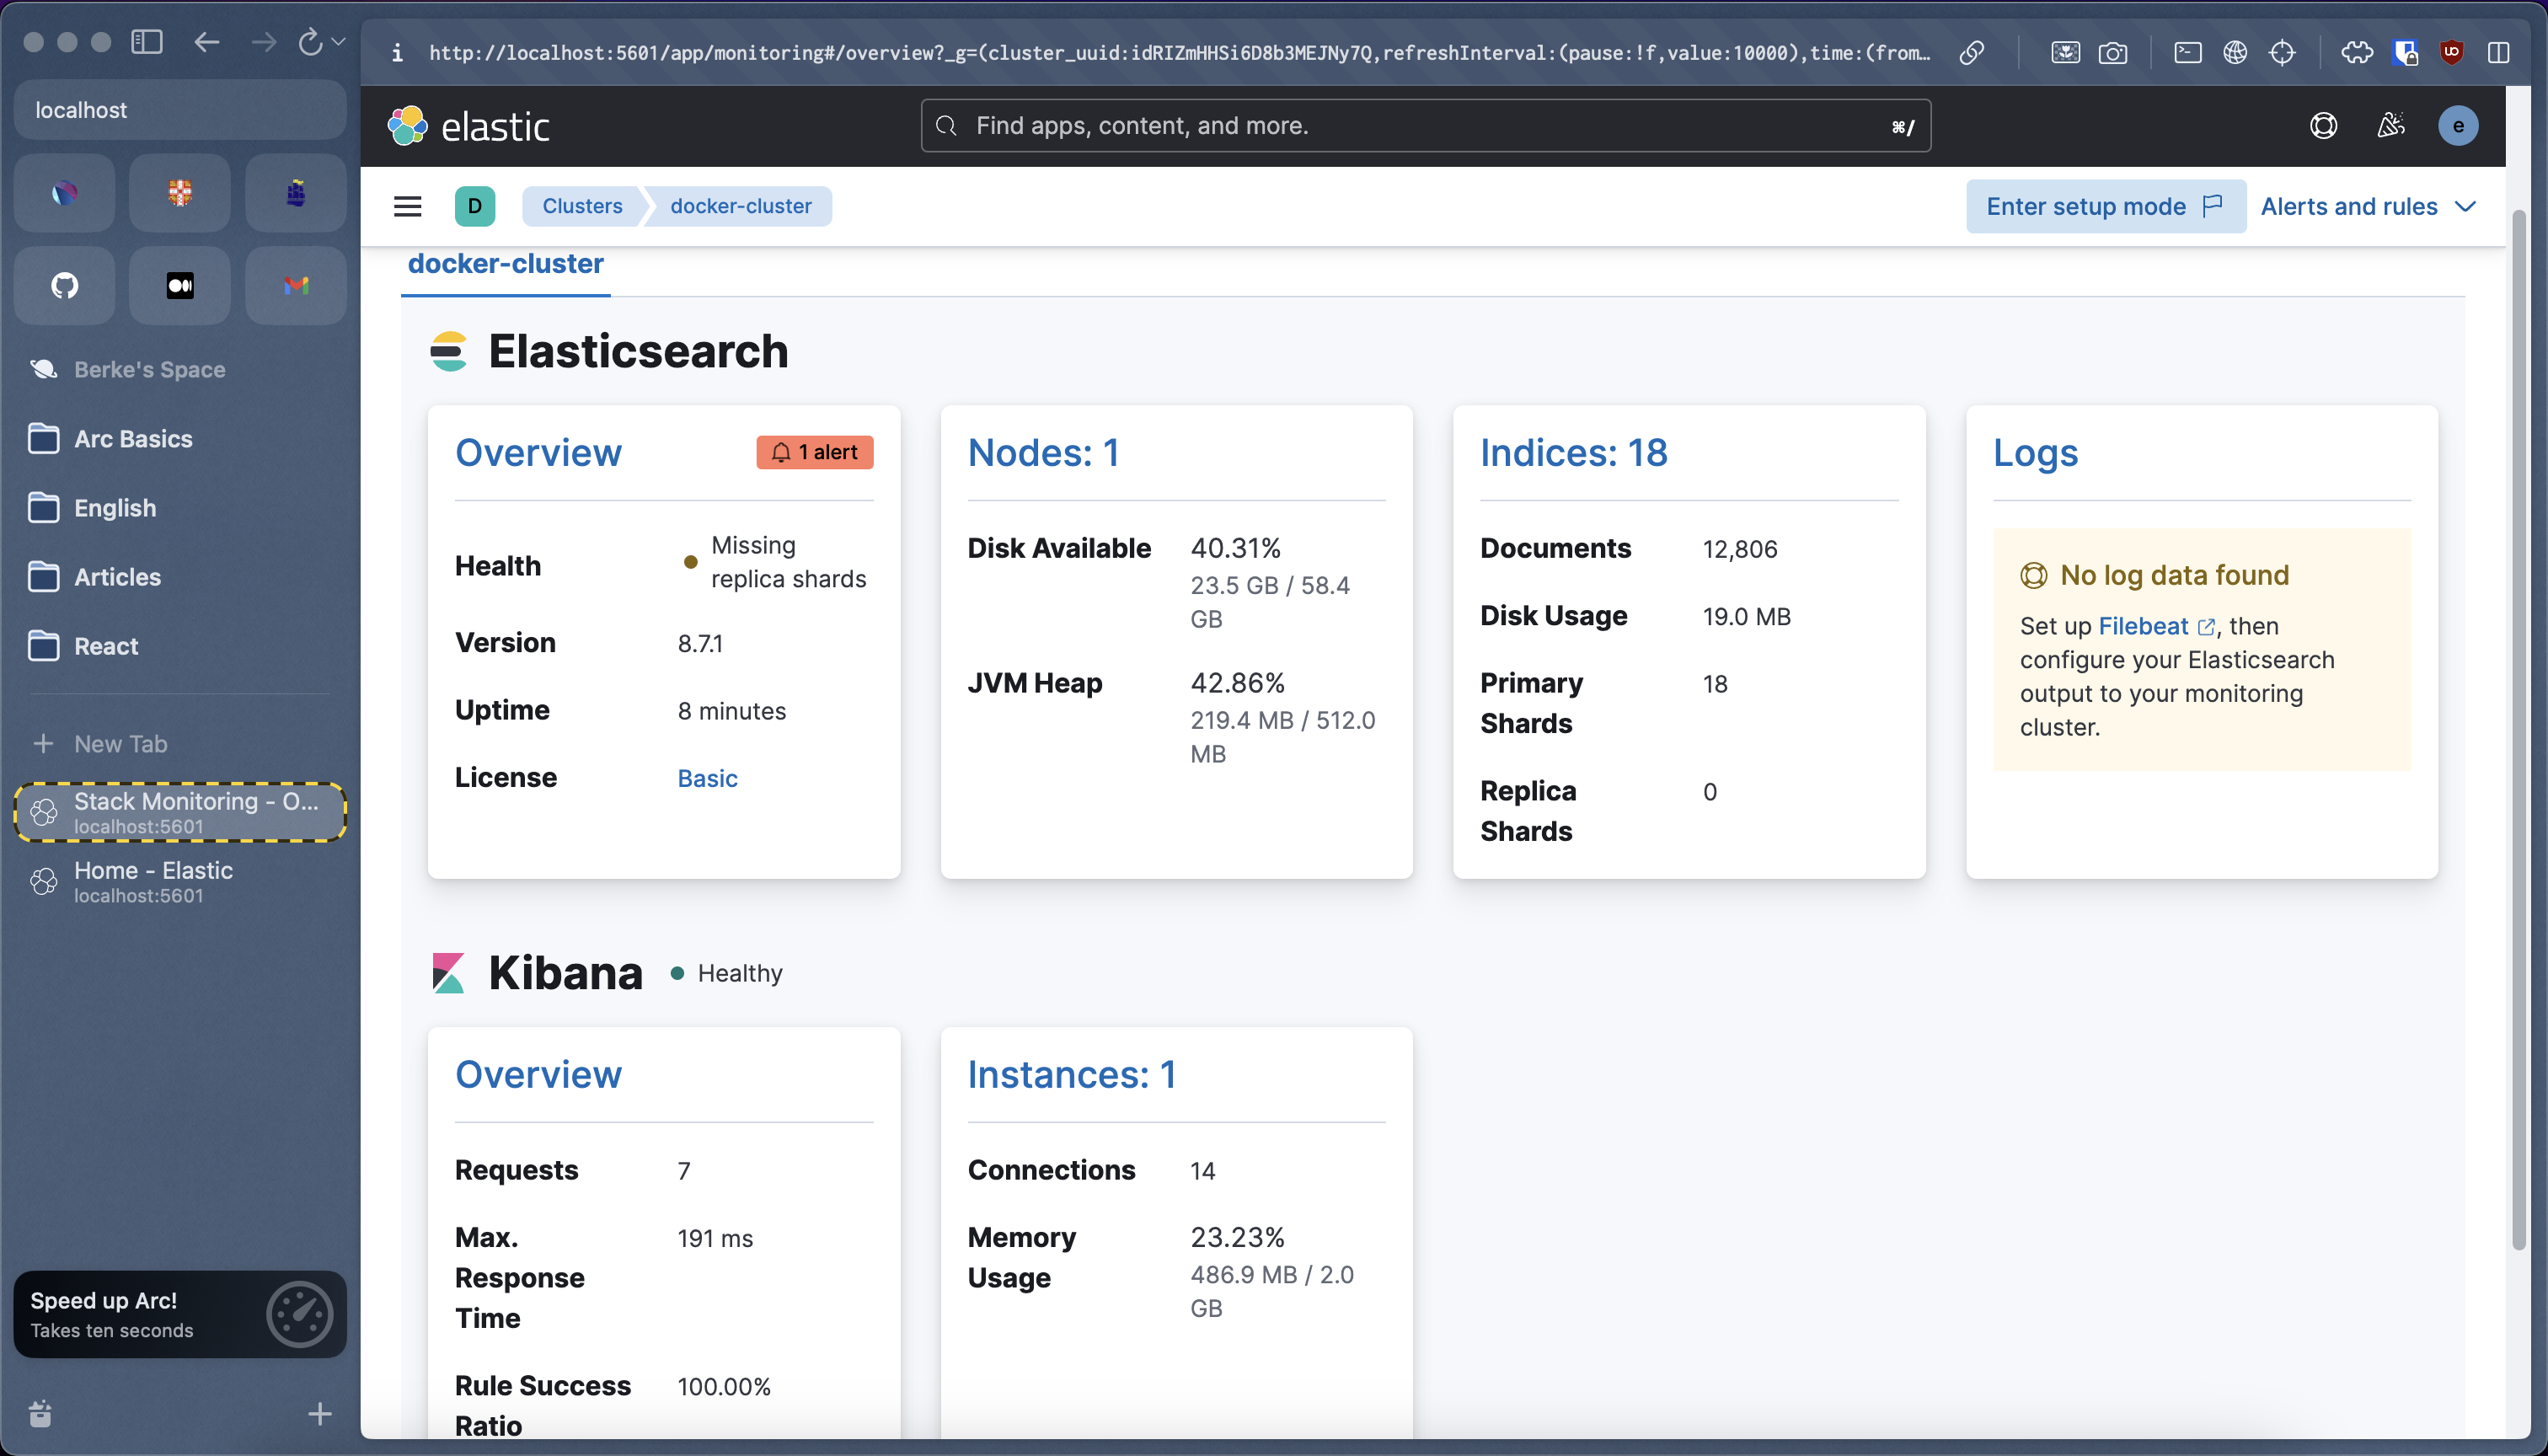 http://localhost:5601/app/monitoring#/overview?_g=(cluster_uuid:idRIZmHHSi6D8b3MEJNy7Q,refreshInterval:(pause:!f,value:10000),time:(from…
localhost
Berke's Space
Arc Basics
English
Articles
React
New Tab
Stack Monitoring - O...
localhost:5601
Home - Elastic
localhost:5601
Speed up Arc!
Takes ten seconds
elastic
Find apps, content, and more.
⌘/
e
D
Clusters
docker-cluster
Enter setup mode
Alerts and rules
docker-cluster
Elasticsearch
Overview
1 alert
Health
Missing
replica shards
Version
8.7.1
Uptime
8 minutes
License
Basic
Nodes: 1
Disk Available
40.31%
23.5 GB / 58.4
GB
JVM Heap
42.86%
219.4 MB / 512.0
MB
Indices: 18
Documents
12,806
Disk Usage
19.0 MB
Primary
Shards
18
Replica
Shards
0
Logs
No log data found
Set up Filebeat, then
configure your Elasticsearch
output to your monitoring
cluster.
Kibana
Healthy
Overview
Requests
7
Max.
Response
Time
191 ms
Rule Success
Ratio
100.00%
Instances: 1
Connections
14
Memory
Usage
23.23%
486.9 MB / 2.0
GB